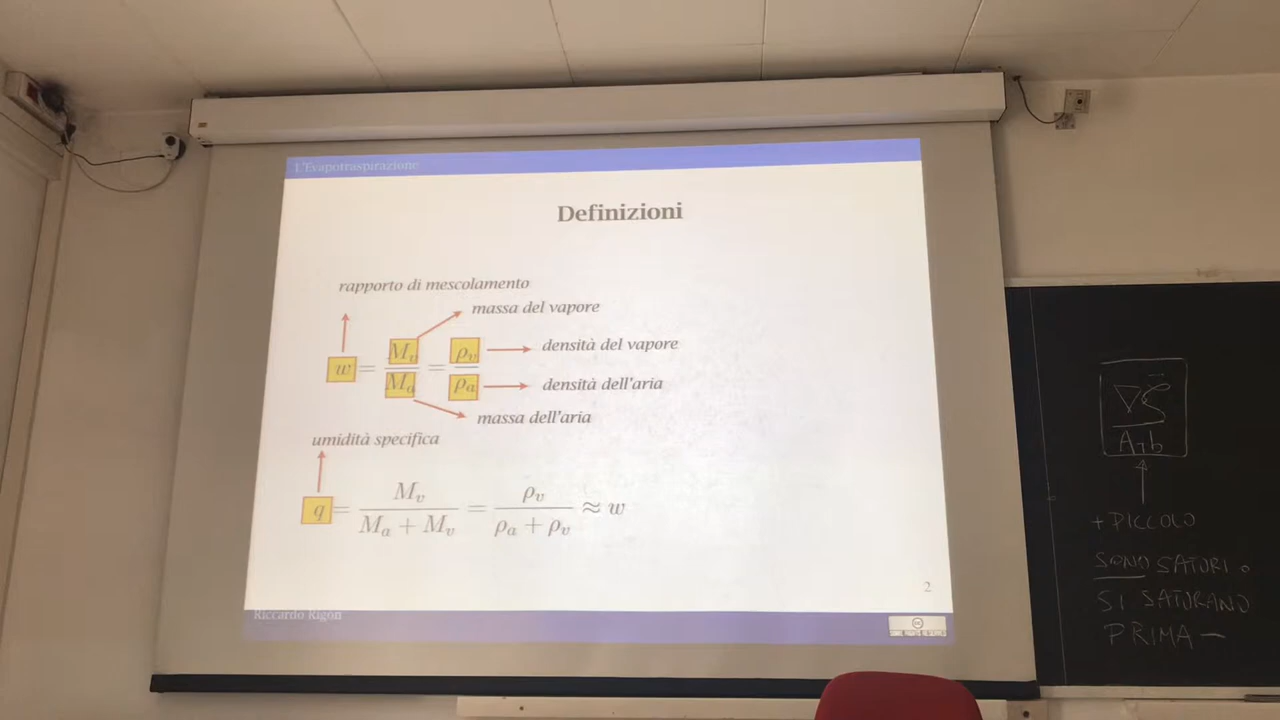 L'Evapotraspirazione
Definizioni
rapporto di mescolamento
massa del vapore
w = M_v / M_a = ρ_v / ρ_a
densità del vapore
densità dell'aria
massa dell'aria
umidità specifica
q = M_v / (M_a + M_v) = ρ_v / (ρ_a + ρ_v) ≈ w
2
Riccardo Rigon
+ PICCOLO
SONO SATURI o
SI SATURANO
PRIMA —